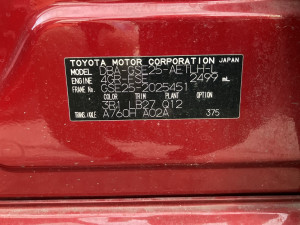 TOYOTA MOTOR CORPORATION JAPAN
MODEL DBA-GSE25-AETLH-L
ENGINE 4GR-FSE 2499 mL
FRAME No. GSE25-2025451
COLOR TRIM PLANT OPTION
3R1 LB27 Q12
TRANS/AXLE A760H A02A 375